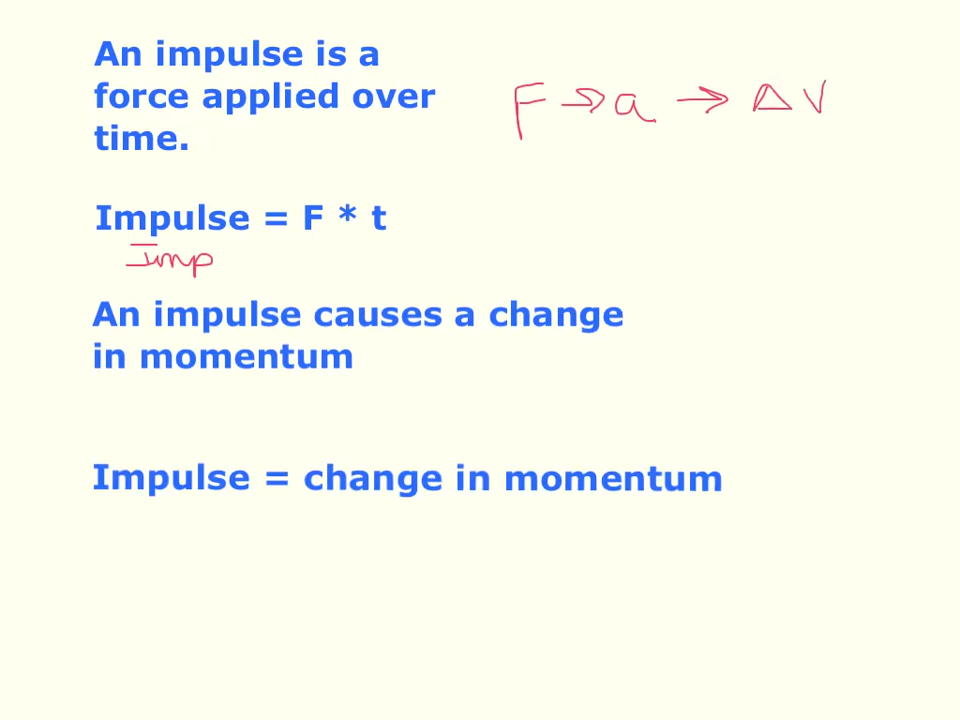 An impulse is a
force applied over
time.
F → a → Δ V
Impulse = F * t
Imp
An impulse causes a change
in momentum
Impulse = change in momentum